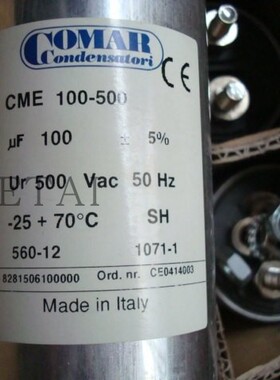 COMAR
Condensatori
CE
CME 100-500
µF 100 ± 5%
Ur 500 Vac 50 Hz
ETAI
-25 + 70°C SH
560-12 1071-1
8281506100000 Ord. nr. CE0414003
Made in Italy